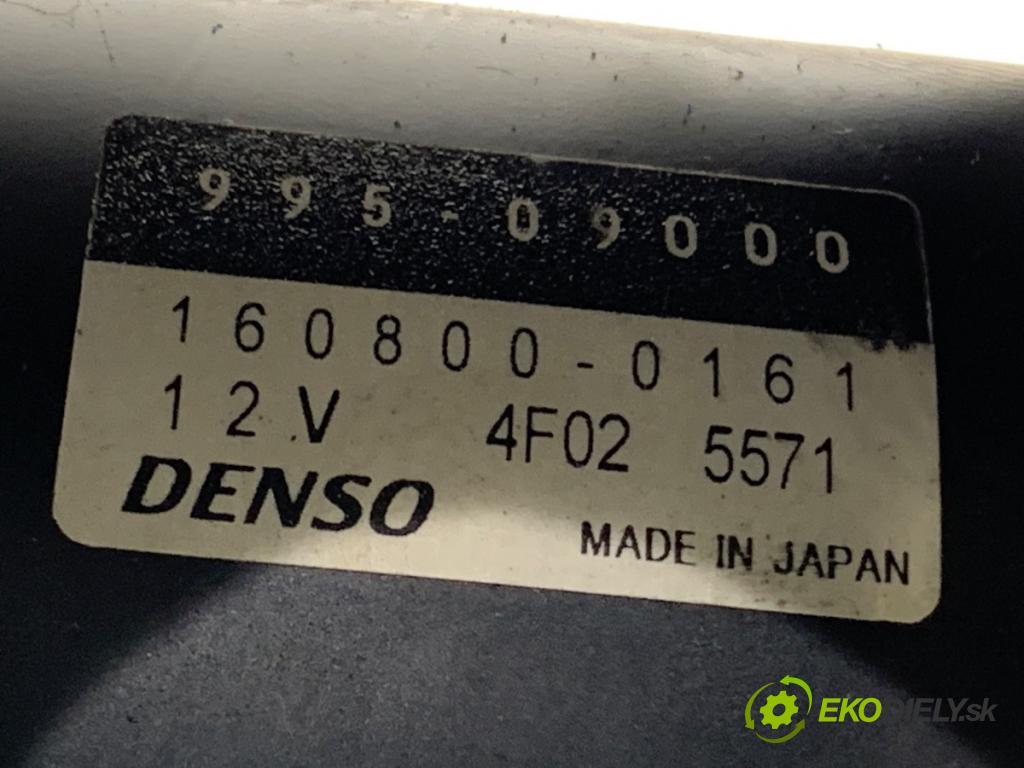 995-09000
160800-0161
12V 4F02 5571
DENSO
MADE IN JAPAN
EKODIELY.sk